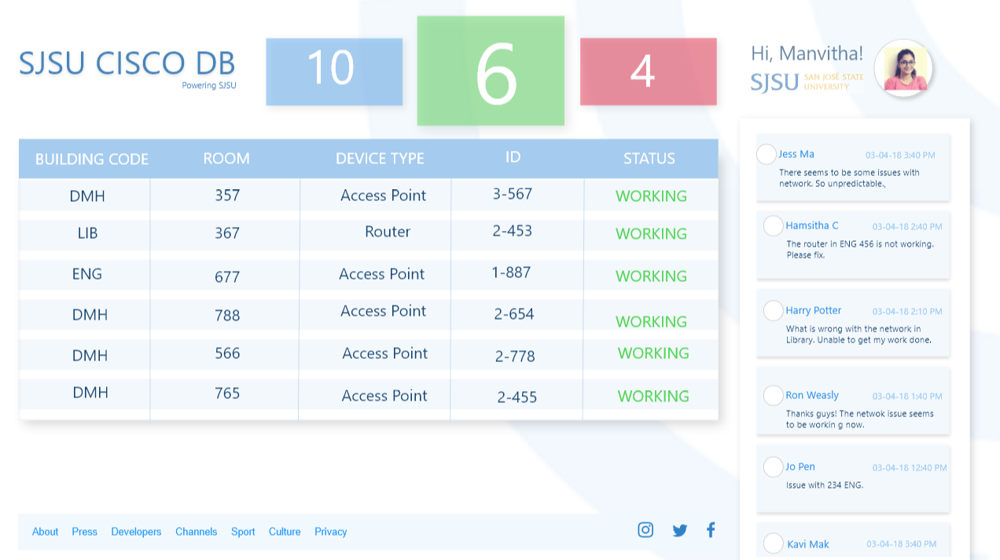 SJSU CISCO DB
Powering SJSU
10
6
4
Hi, Manvitha!
SJSU SAN JOSÉ STATE
UNIVERSITY
BUILDING CODE ROOM DEVICE TYPE ID STATUS
DMH 357 Access Point 3-567 WORKING
LIB 367 Router 2-453 WORKING
ENG 677 Access Point 1-887 WORKING
DMH 788 Access Point 2-654 WORKING
DMH 566 Access Point 2-778 WORKING
DMH 765 Access Point 2-455 WORKING
Jess Ma 03-04-18 3:40 PM
There seems to be some issues with
network. So unpredictable.,
Hamsitha C 03-04-18 2:40 PM
The router in ENG 456 is not working.
Please fix.
Harry Potter 03-04-18 2:10 PM
What is wrong with the network in
Library. Unable to get my work done.
Ron Weasly 03-04-18 1:40 PM
Thanks guys! The netwok issue seems
to be workin g now.
Jo Pen 03-04-18 12:40 PM
Issue with 234 ENG.
Kavi Mak 03-04-18 3:40 PM
About Press Developers Channels Sport Culture Privacy